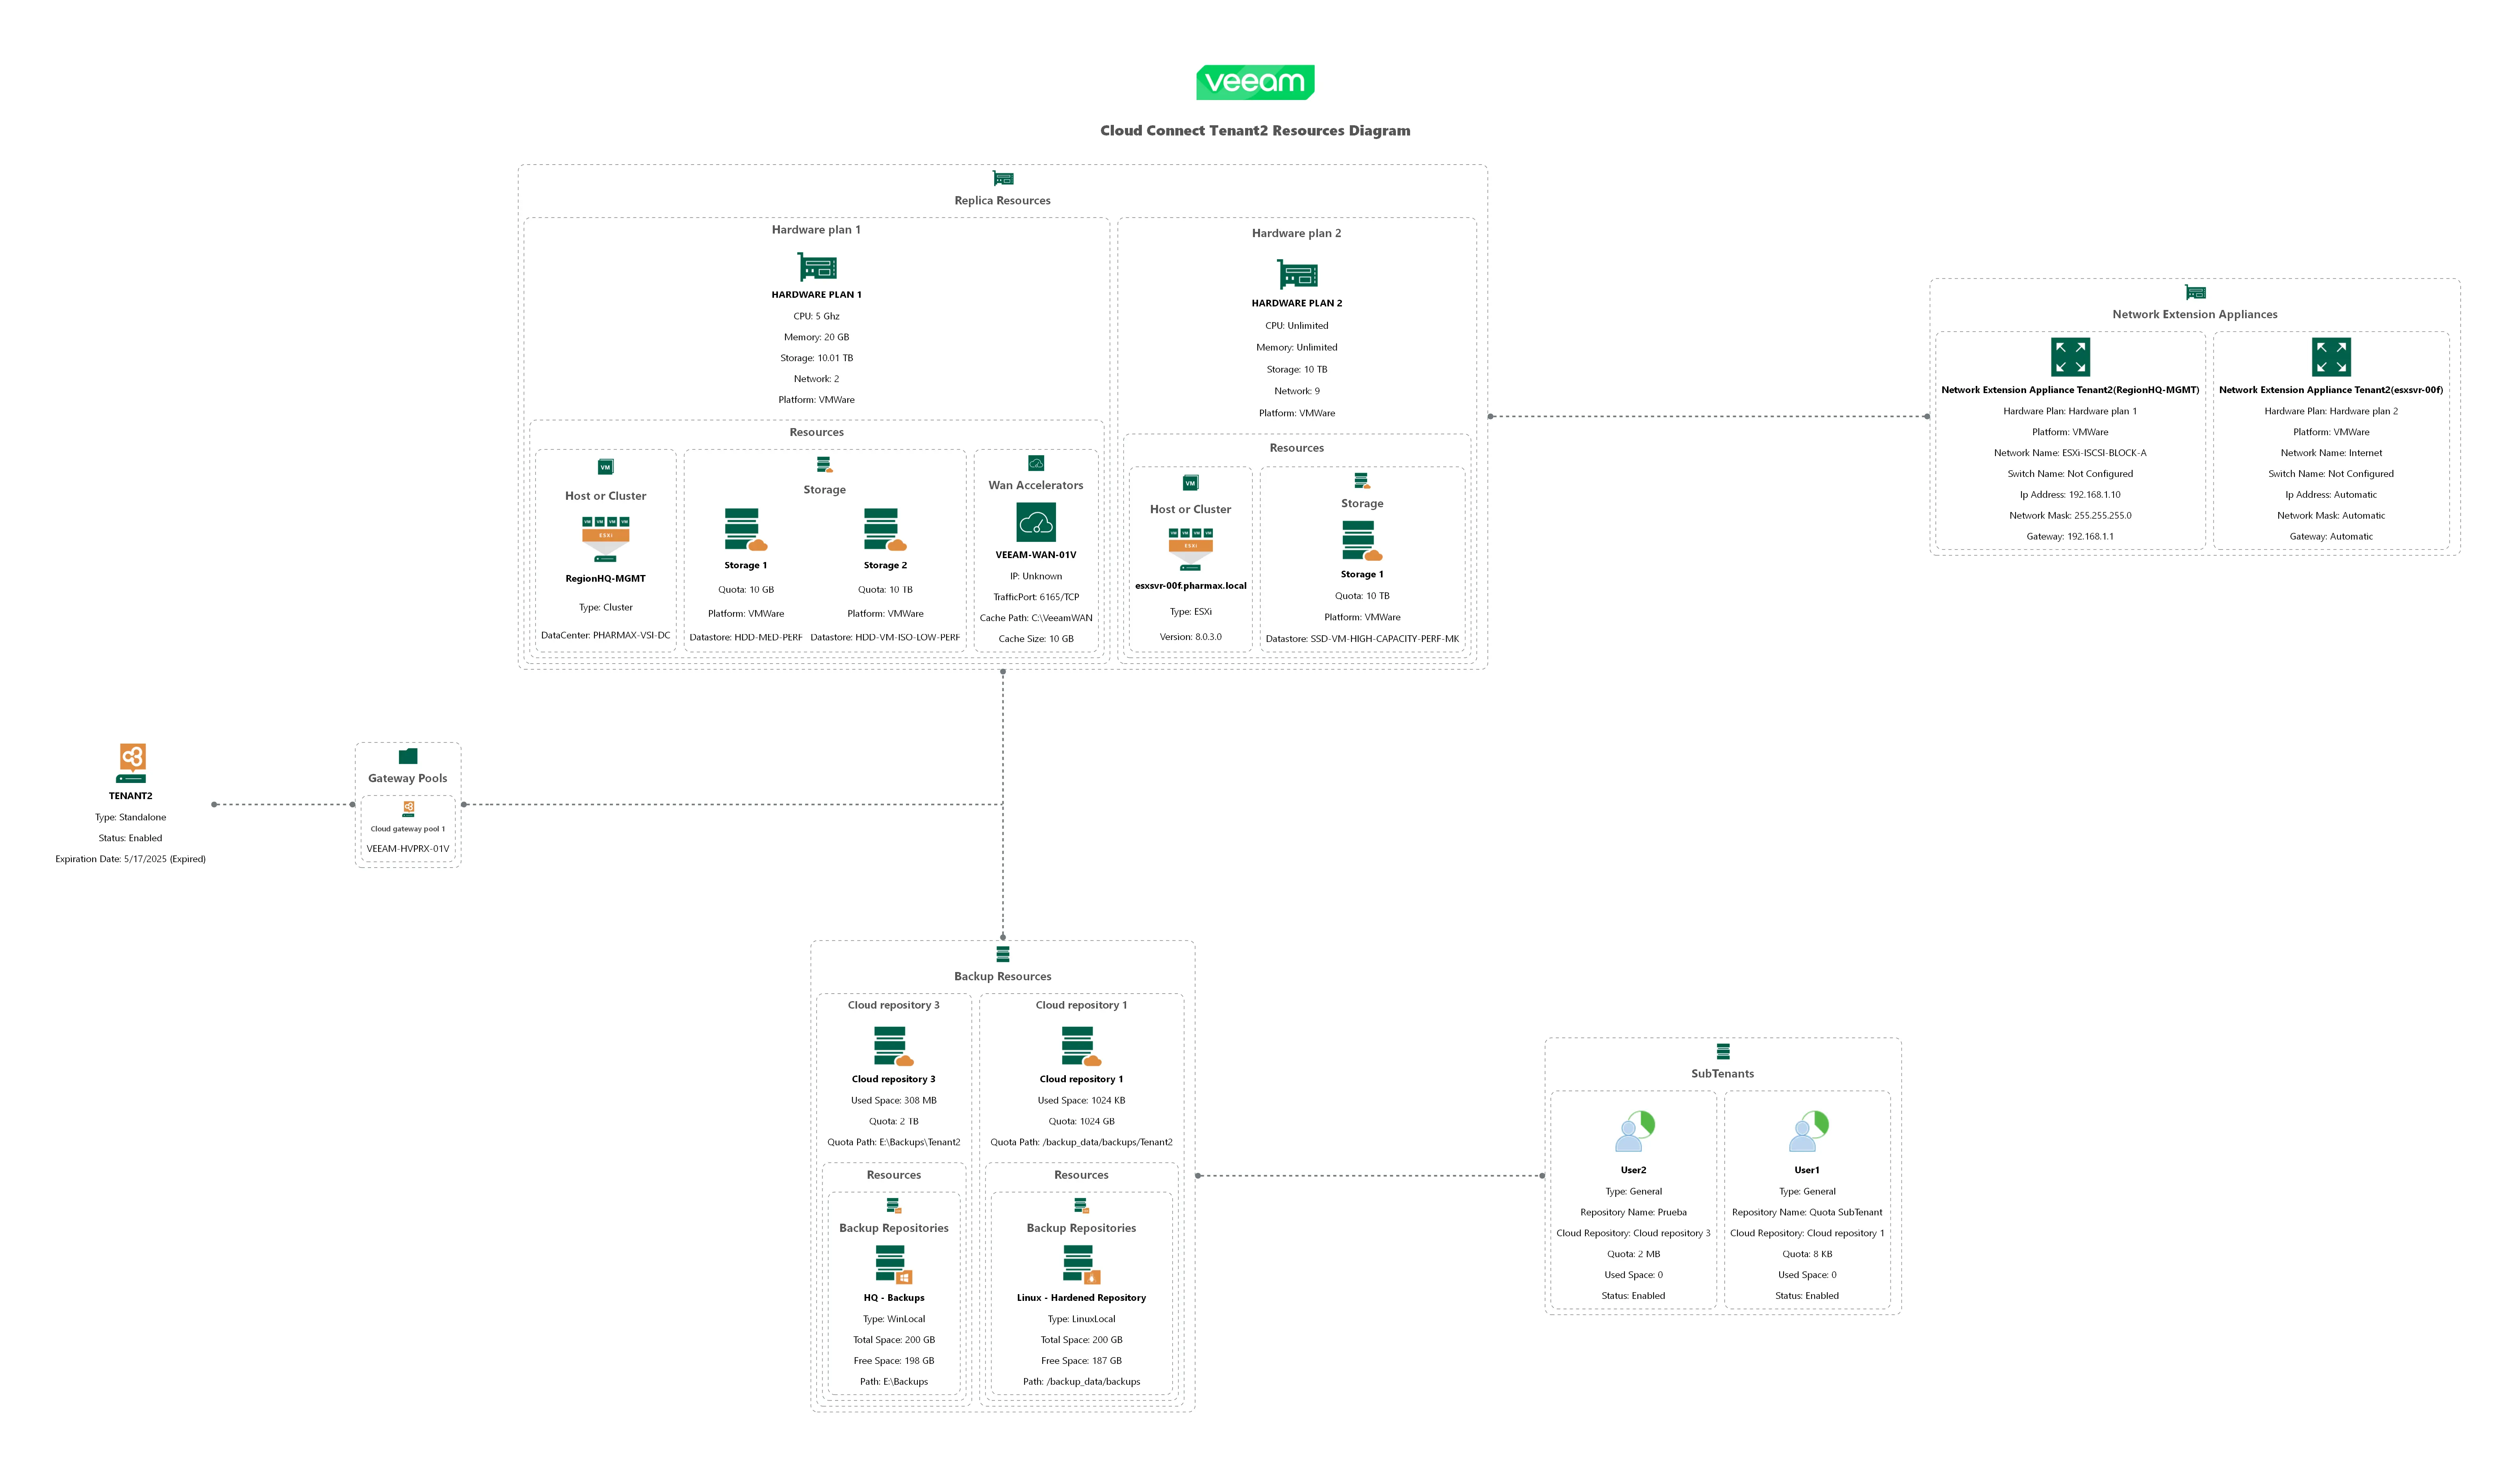 veeam
Cloud Connect Tenant2 Resources Diagram
Replica Resources
Hardware plan 1
HARDWARE PLAN 1
CPU: 5 Ghz
Memory: 20 GB
Storage: 10.01 TB
Network: 2
Platform: VMWare
Resources
VM
Host or Cluster
VM VM VM VM
ESXi
RegionHQ-MGMT
Type: Cluster
DataCenter: PHARMAX-VSI-DC
Storage
Storage 1
Quota: 10 GB
Platform: VMWare
Datastore: HDD-MED-PERF
Storage 2
Quota: 10 TB
Platform: VMWare
Datastore: HDD-VM-ISO-LOW-PERF
Wan Accelerators
VEEAM-WAN-01V
IP: Unknown
TrafficPort: 6165/TCP
Cache Path: C:\VeeamWAN
Cache Size: 10 GB
Hardware plan 2
HARDWARE PLAN 2
CPU: Unlimited
Memory: Unlimited
Storage: 10 TB
Network: 9
Platform: VMWare
Resources
VM
Host or Cluster
VM VM VM VM
ESXi
esxsvr-00f.pharmax.local
Type: ESXi
Version: 8.0.3.0
Storage
Storage 1
Quota: 10 TB
Platform: VMWare
Datastore: SSD-VM-HIGH-CAPACITY-PERF-MK
Network Extension Appliances
Network Extension Appliance Tenant2(RegionHQ-MGMT)
Hardware Plan: Hardware plan 1
Platform: VMWare
Network Name: ESXi-ISCSI-BLOCK-A
Switch Name: Not Configured
Ip Address: 192.168.1.10
Network Mask: 255.255.255.0
Gateway: 192.168.1.1
Network Extension Appliance Tenant2(esxsvr-00f)
Hardware Plan: Hardware plan 2
Platform: VMWare
Network Name: Internet
Switch Name: Not Configured
Ip Address: Automatic
Network Mask: Automatic
Gateway: Automatic
TENANT2
Type: Standalone
Status: Enabled
Expiration Date: 5/17/2025 (Expired)
Gateway Pools
Cloud gateway pool 1
VEEAM-HVPRX-01V
Backup Resources
Cloud repository 3
Cloud repository 3
Used Space: 308 MB
Quota: 2 TB
Quota Path: E:\Backups\Tenant2
Resources
Backup Repositories
HQ - Backups
Type: WinLocal
Total Space: 200 GB
Free Space: 198 GB
Path: E:\Backups
Cloud repository 1
Cloud repository 1
Used Space: 1024 KB
Quota: 1024 GB
Quota Path: /backup_data/backups/Tenant2
Resources
Backup Repositories
Linux - Hardened Repository
Type: LinuxLocal
Total Space: 200 GB
Free Space: 187 GB
Path: /backup_data/backups
SubTenants
User2
Type: General
Repository Name: Prueba
Cloud Repository: Cloud repository 3
Quota: 2 MB
Used Space: 0
Status: Enabled
User1
Type: General
Repository Name: Quota SubTenant
Cloud Repository: Cloud repository 1
Quota: 8 KB
Used Space: 0
Status: Enabled